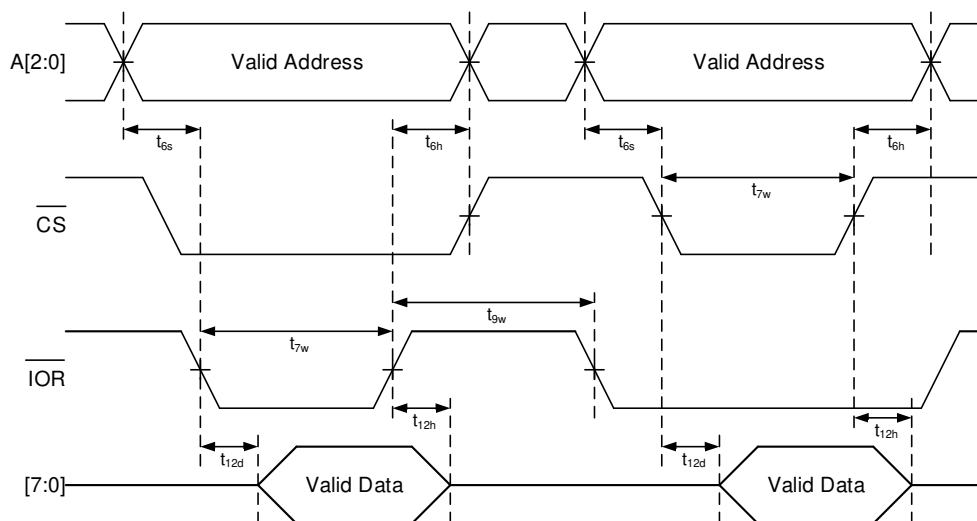 A[2:0]
Valid Address
Valid Address
t6s
t6h
t6s
t6h
CS
t7w
IOR
t7w
t9w
t12h
t12h
t12d
t12d
[7:0]
Valid Data
Valid Data